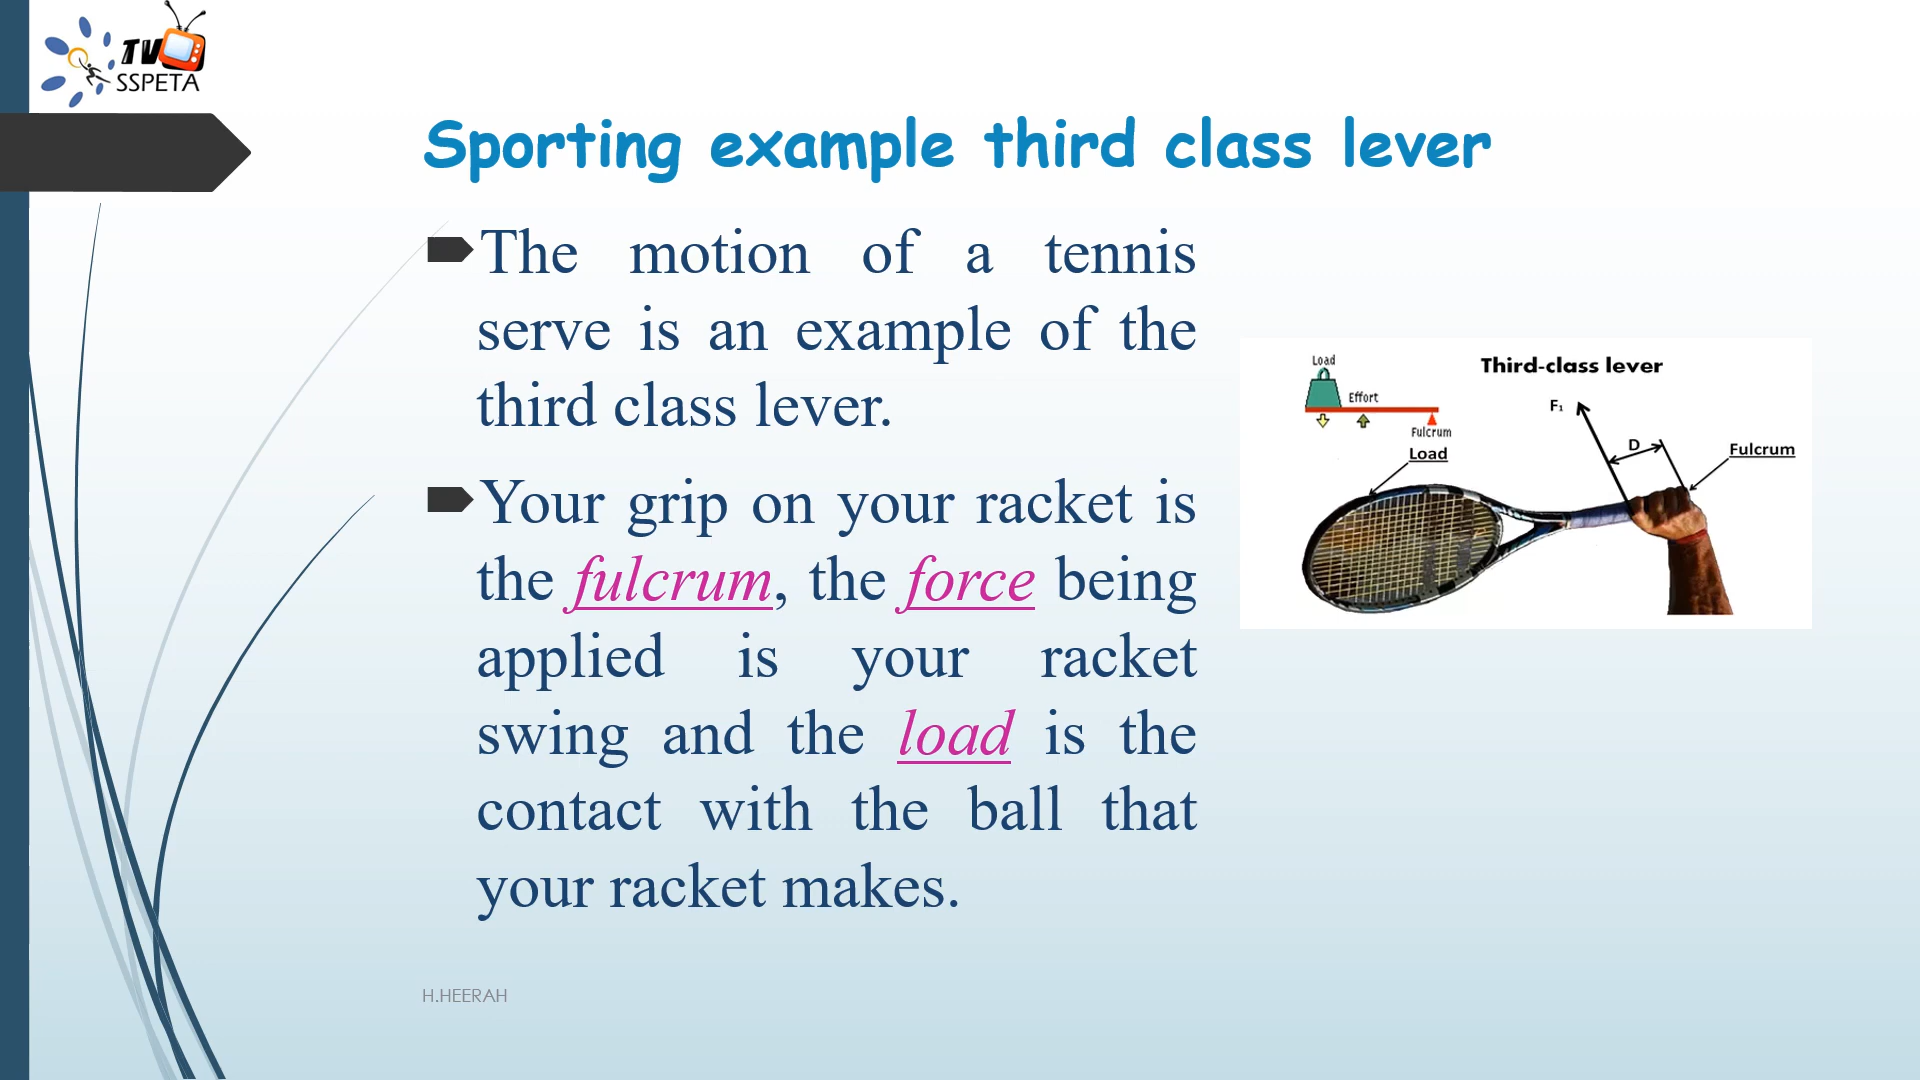 TV
SSPETA
Sporting example third class lever
The motion of a tennis
serve is an example of the
third class lever.
Your grip on your racket is
the fulcrum, the force being
applied is your racket
swing and the load is the
contact with the ball that
your racket makes.
Third-class lever
Load
Effort
Fulcrum
Load
F₁
D
Fulcrum
H.HEERAH